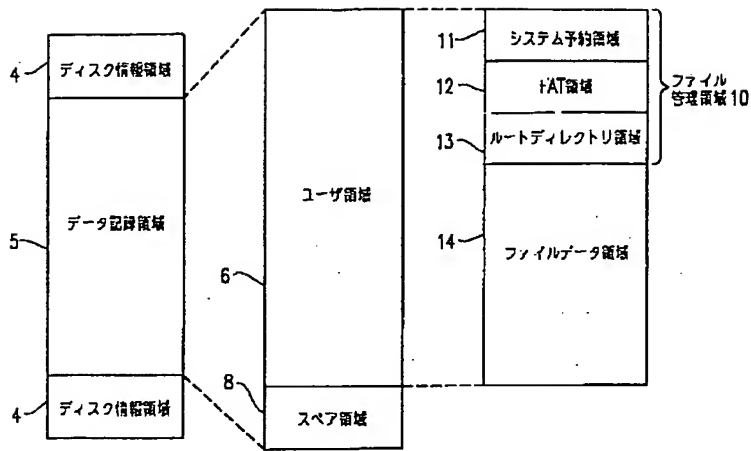 4
ディスク情報領域
5
データ記録領域
4
ディスク情報領域
6
ユーザ領域
8
スペア領域
11
システム予約領域
12
FAT領域
13
ルートディレクトリ領域
14
ファイルデータ領域
ファイル
管理領域 10